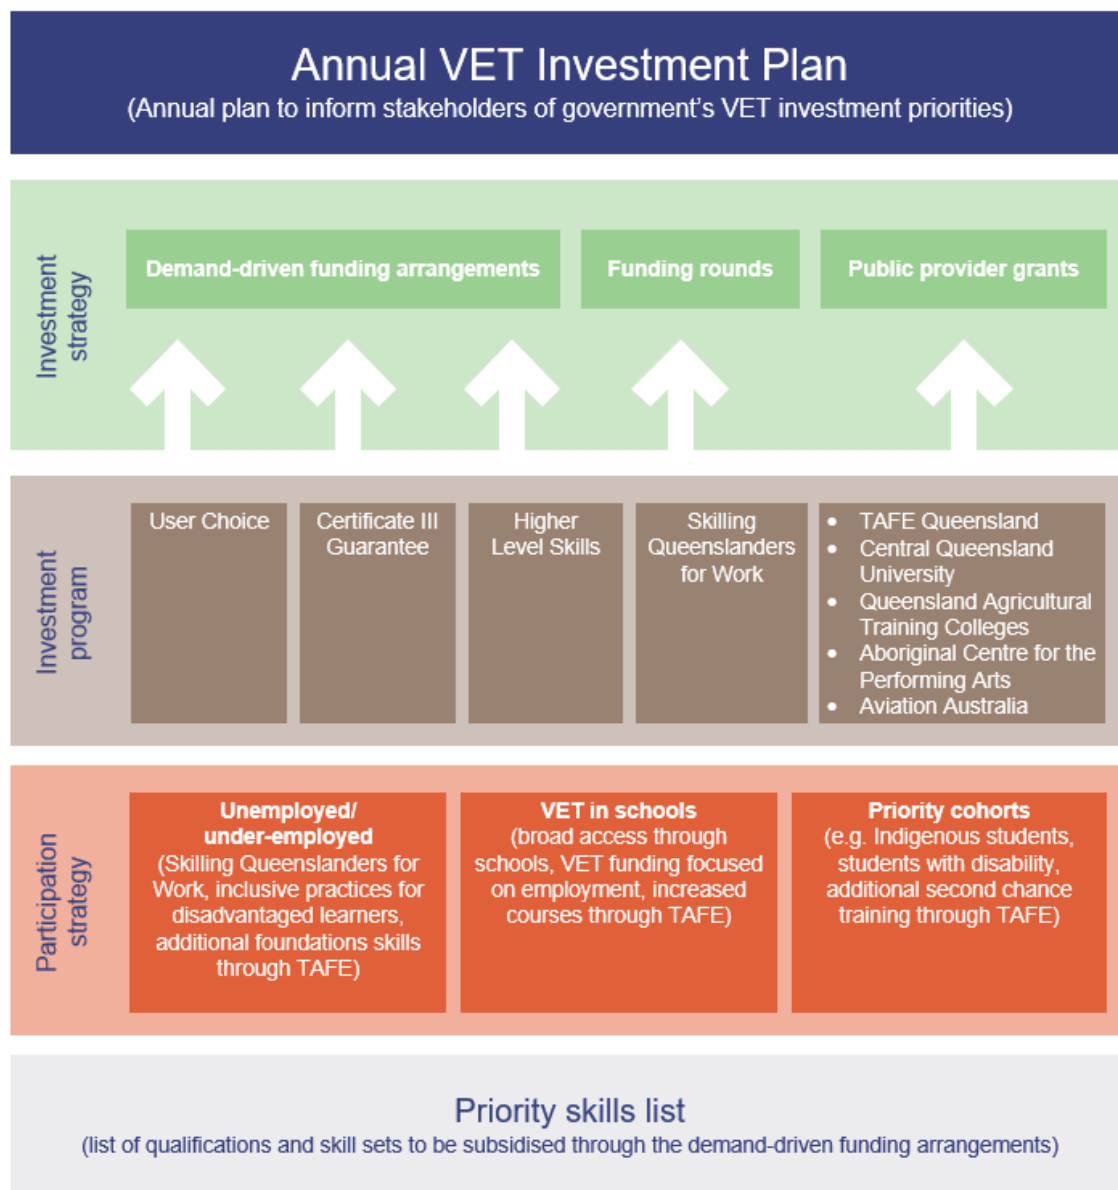 Annual VET Investment Plan
(Annual plan to inform stakeholders of government's VET investment priorities)
Investment
strategy
Demand-driven funding arrangements
Funding rounds
Public provider grants
Investment
program
User Choice
Certificate III
Guarantee
Higher
Level Skills
Skilling
Queenslanders
for Work
• TAFE Queensland
• Central Queensland
University
• Queensland Agricultural
Training Colleges
• Aboriginal Centre for the
Performing Arts
• Aviation Australia
Participation
strategy
Unemployed/
under-employed
(Skilling Queenslanders for
Work, inclusive practices for
disadvantaged learners,
additional foundations skills
through TAFE)
VET in schools
(broad access through
schools, VET funding focused
on employment, increased
courses through TAFE)
Priority cohorts
(e.g. Indigenous students,
students with disability,
additional second chance
training through TAFE)
Priority skills list
(list of qualifications and skill sets to be subsidised through the demand-driven funding arrangements)